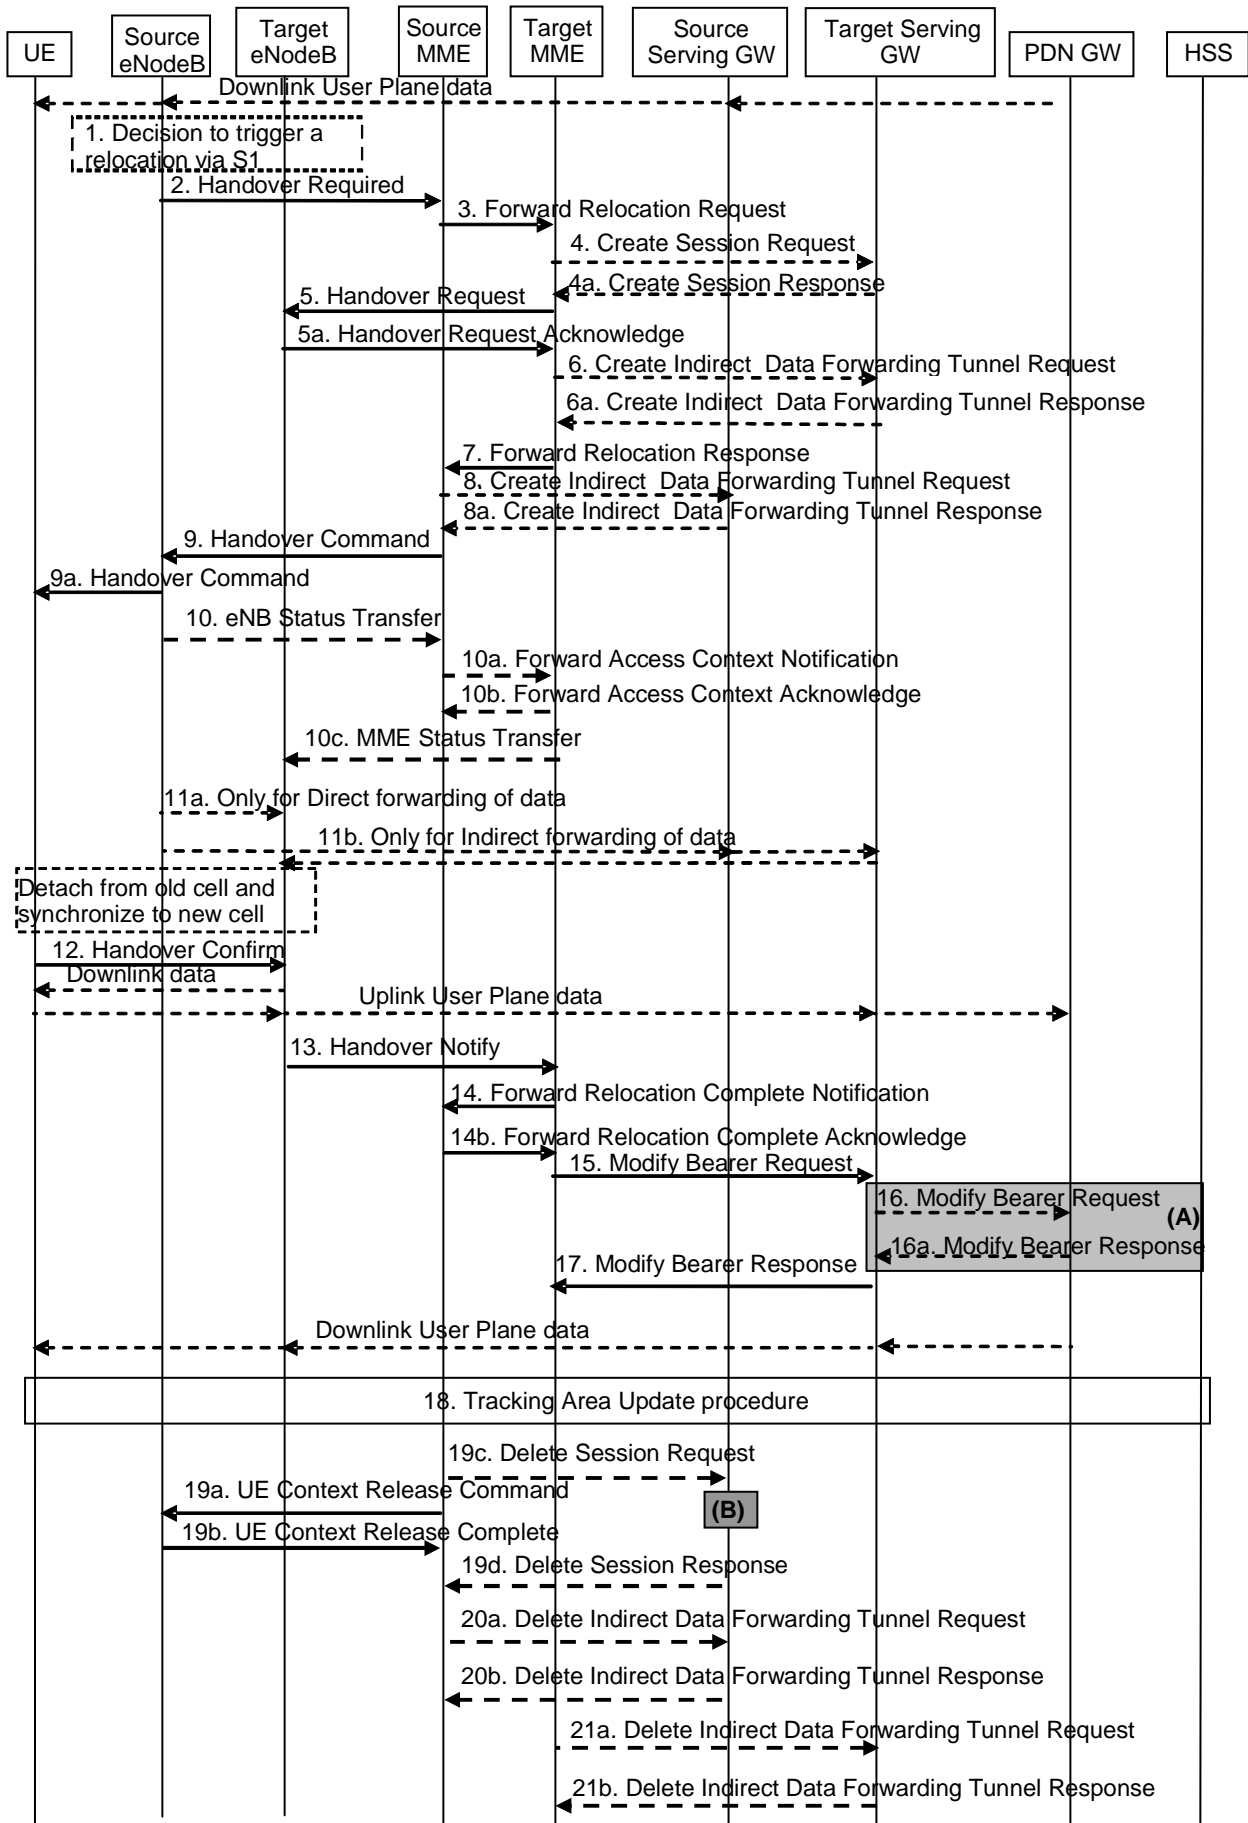 UE
Source
eNodeB
Target
eNodeB
Source
MME
Target
MME
Source
Serving GW
Target Serving
GW
PDN GW
HSS
Downlink User Plane data
1. Decision to trigger a
relocation via S1
2. Handover Required
3. Forward Relocation Request
4. Create Session Request
4a. Create Session Response
5. Handover Request
5a. Handover Request Acknowledge
6. Create Indirect  Data Forwarding Tunnel Request
6a. Create Indirect  Data Forwarding Tunnel Response
7. Forward Relocation Response
8. Create Indirect  Data Forwarding Tunnel Request
8a. Create Indirect  Data Forwarding Tunnel Response
9. Handover Command
9a. Handover Command
10. eNB Status Transfer
10a. Forward Access Context Notification
10b. Forward Access Context Acknowledge
10c. MME Status Transfer
11a. Only for Direct forwarding of data
11b. Only for Indirect forwarding of data
Detach from old cell and
synchronize to new cell
12. Handover Confirm
Downlink data
Uplink User Plane data
13. Handover Notify
14. Forward Relocation Complete Notification
14b. Forward Relocation Complete Acknowledge
15. Modify Bearer Request
16. Modify Bearer Request
(A)
16a. Modify Bearer Response
17. Modify Bearer Response
Downlink User Plane data
18. Tracking Area Update procedure
19c. Delete Session Request
19a. UE Context Release Command
(B)
19b. UE Context Release Complete
19d. Delete Session Response
20a. Delete Indirect Data Forwarding Tunnel Request
20b. Delete Indirect Data Forwarding Tunnel Response
21a. Delete Indirect Data Forwarding Tunnel Request
21b. Delete Indirect Data Forwarding Tunnel Response